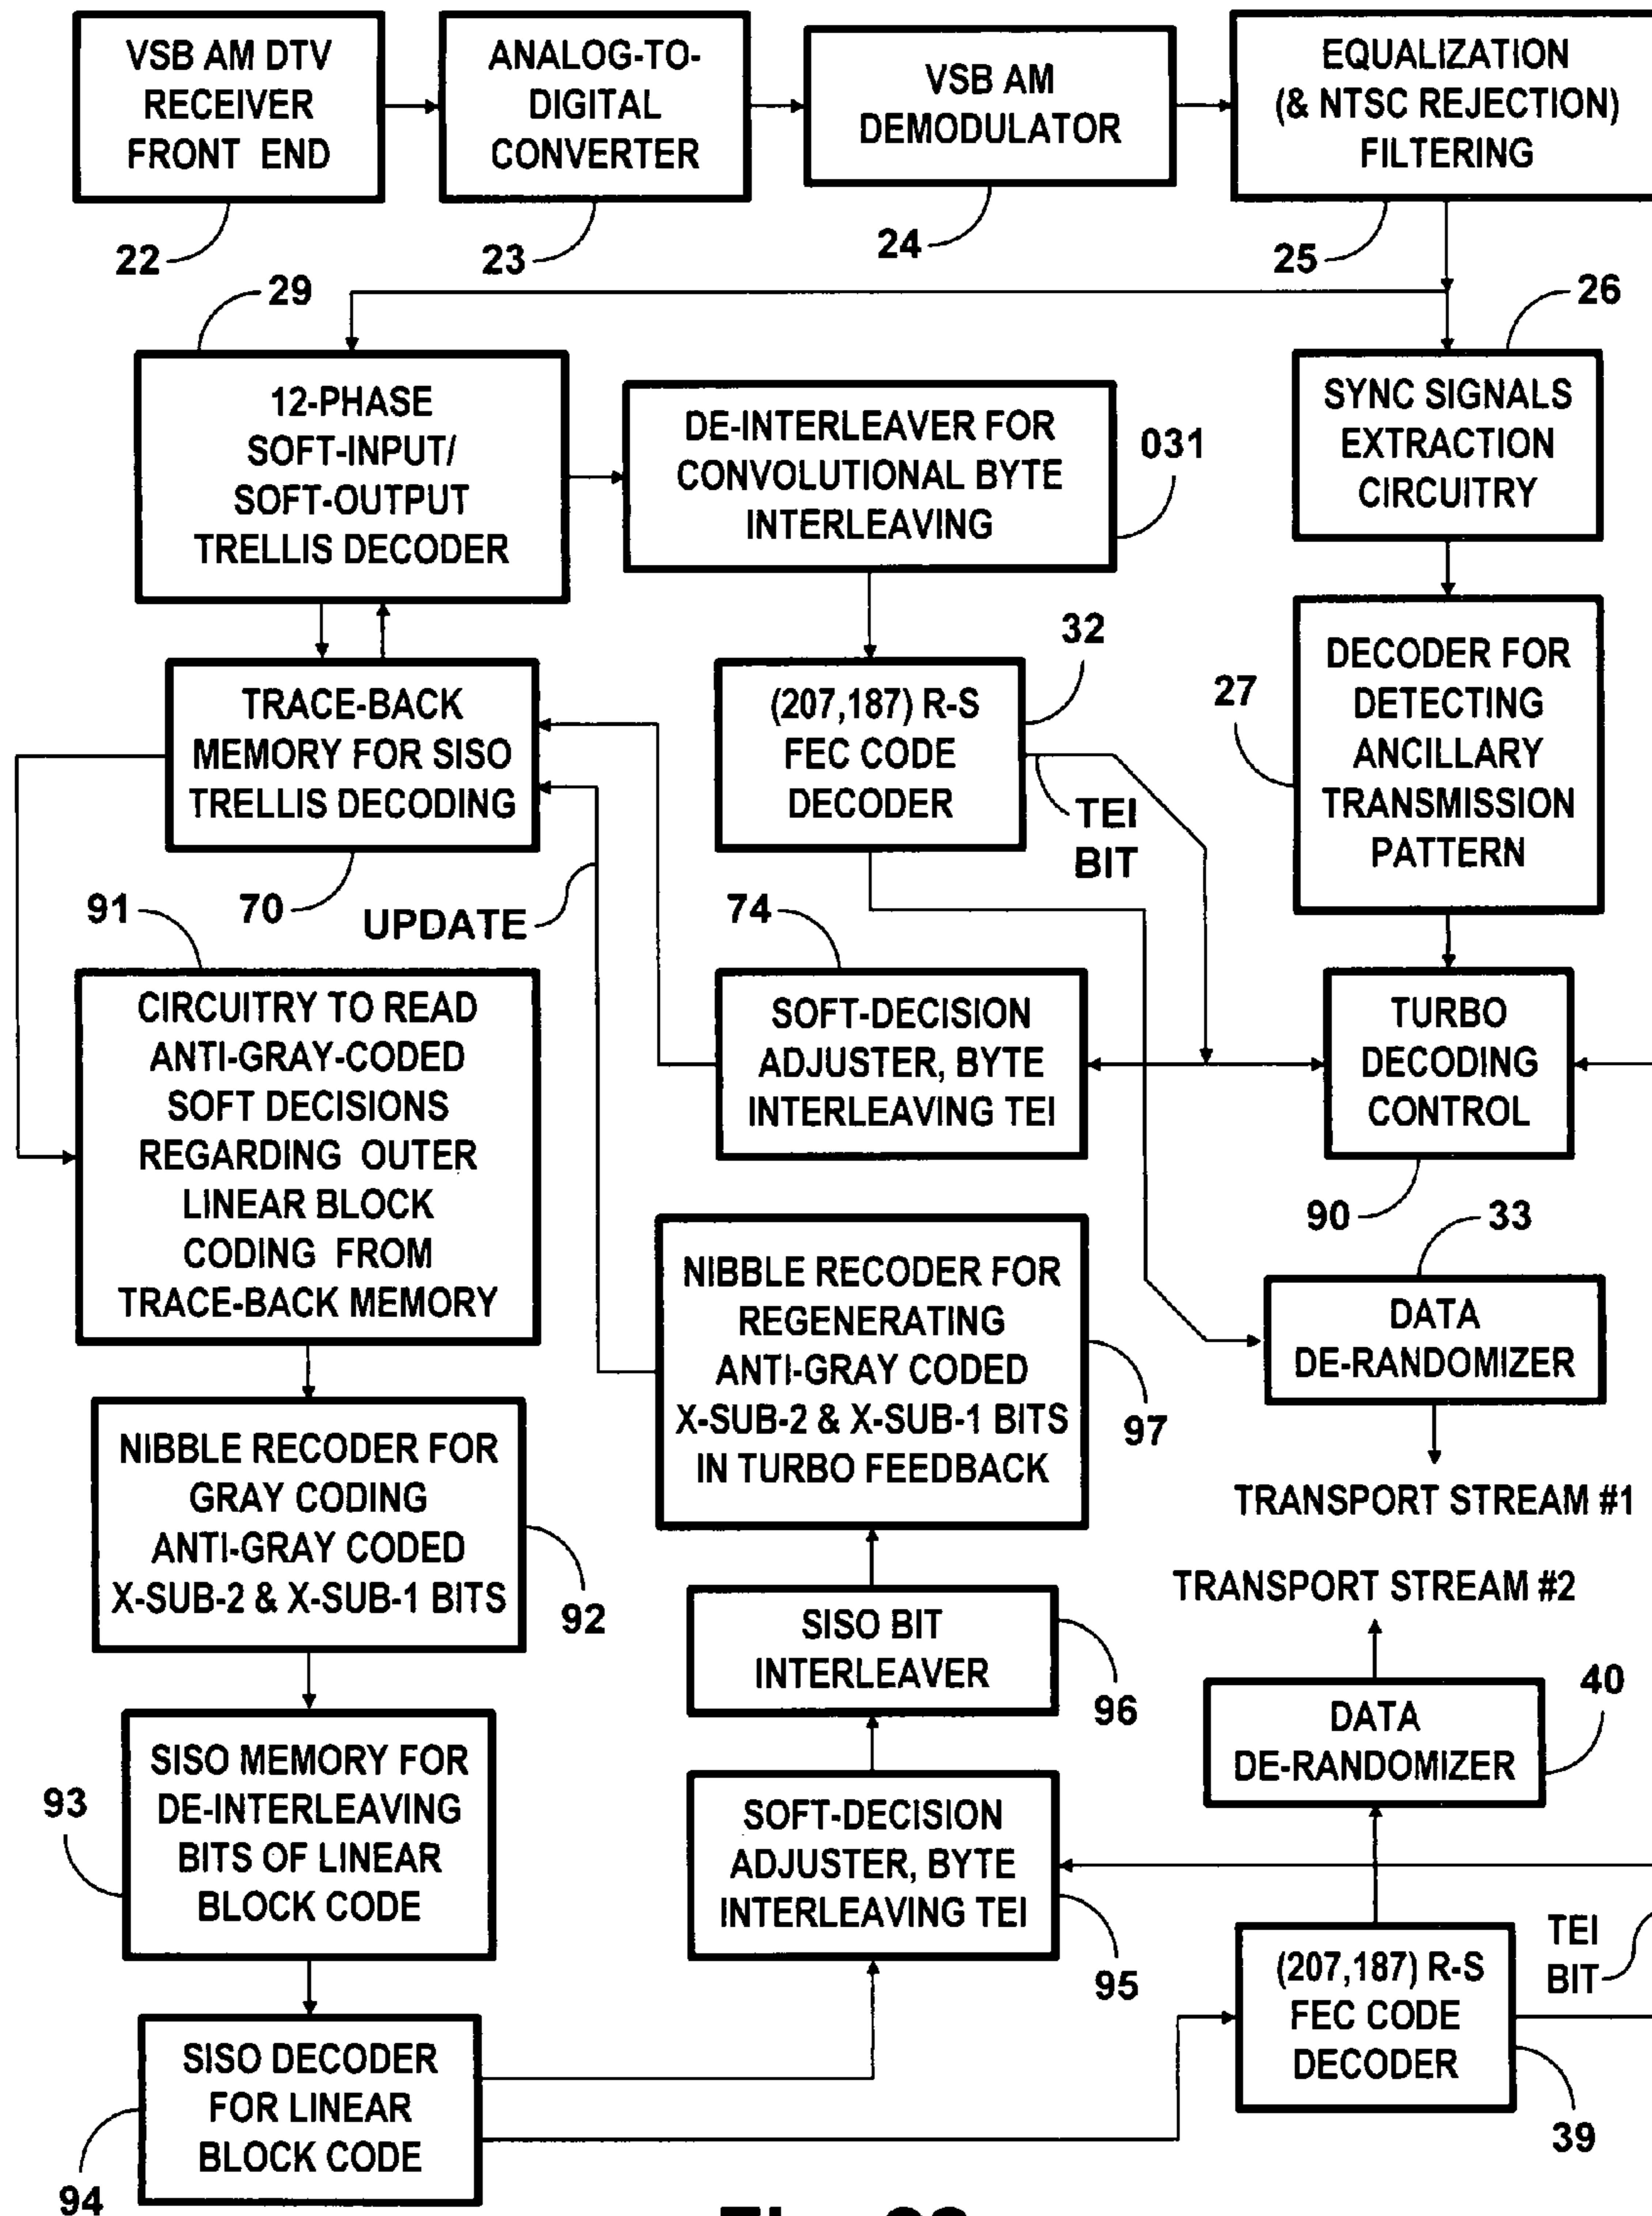 VSB AM DTV
RECEIVER
FRONT END
22
ANALOG-TO-
DIGITAL
CONVERTER
23
VSB AM
DEMODULATOR
24
EQUALIZATION
(& NTSC REJECTION)
FILTERING
25
29
12-PHASE
SOFT-INPUT/
SOFT-OUTPUT
TRELLIS DECODER
DE-INTERLEAVER FOR
CONVOLUTIONAL BYTE
INTERLEAVING
031
26
SYNC SIGNALS
EXTRACTION
CIRCUITRY
TRACE-BACK
MEMORY FOR SISO
TRELLIS DECODING
70
UPDATE
(207,187) R-S
FEC CODE
DECODER
32
TEI
BIT
27
DECODER FOR
DETECTING
ANCILLARY
TRANSMISSION
PATTERN
91
CIRCUITRY TO READ
ANTI-GRAY-CODED
SOFT DECISIONS
REGARDING OUTER
LINEAR BLOCK
CODING FROM
TRACE-BACK MEMORY
74
SOFT-DECISION
ADJUSTER, BYTE
INTERLEAVING TEI
TURBO
DECODING
CONTROL
90
33
DATA
DE-RANDOMIZER
TRANSPORT STREAM #1
NIBBLE RECODER FOR
REGENERATING
ANTI-GRAY CODED
X-SUB-2 & X-SUB-1 BITS
IN TURBO FEEDBACK
97
NIBBLE RECODER FOR
GRAY CODING
ANTI-GRAY CODED
X-SUB-2 & X-SUB-1 BITS
92
SISO BIT
INTERLEAVER
96
TRANSPORT STREAM #2
DATA
DE-RANDOMIZER
40
93
SISO MEMORY FOR
DE-INTERLEAVING
BITS OF LINEAR
BLOCK CODE
SOFT-DECISION
ADJUSTER, BYTE
INTERLEAVING TEI
95
(207,187) R-S
FEC CODE
DECODER
39
TEI
BIT
SISO DECODER
FOR LINEAR
BLOCK CODE
94